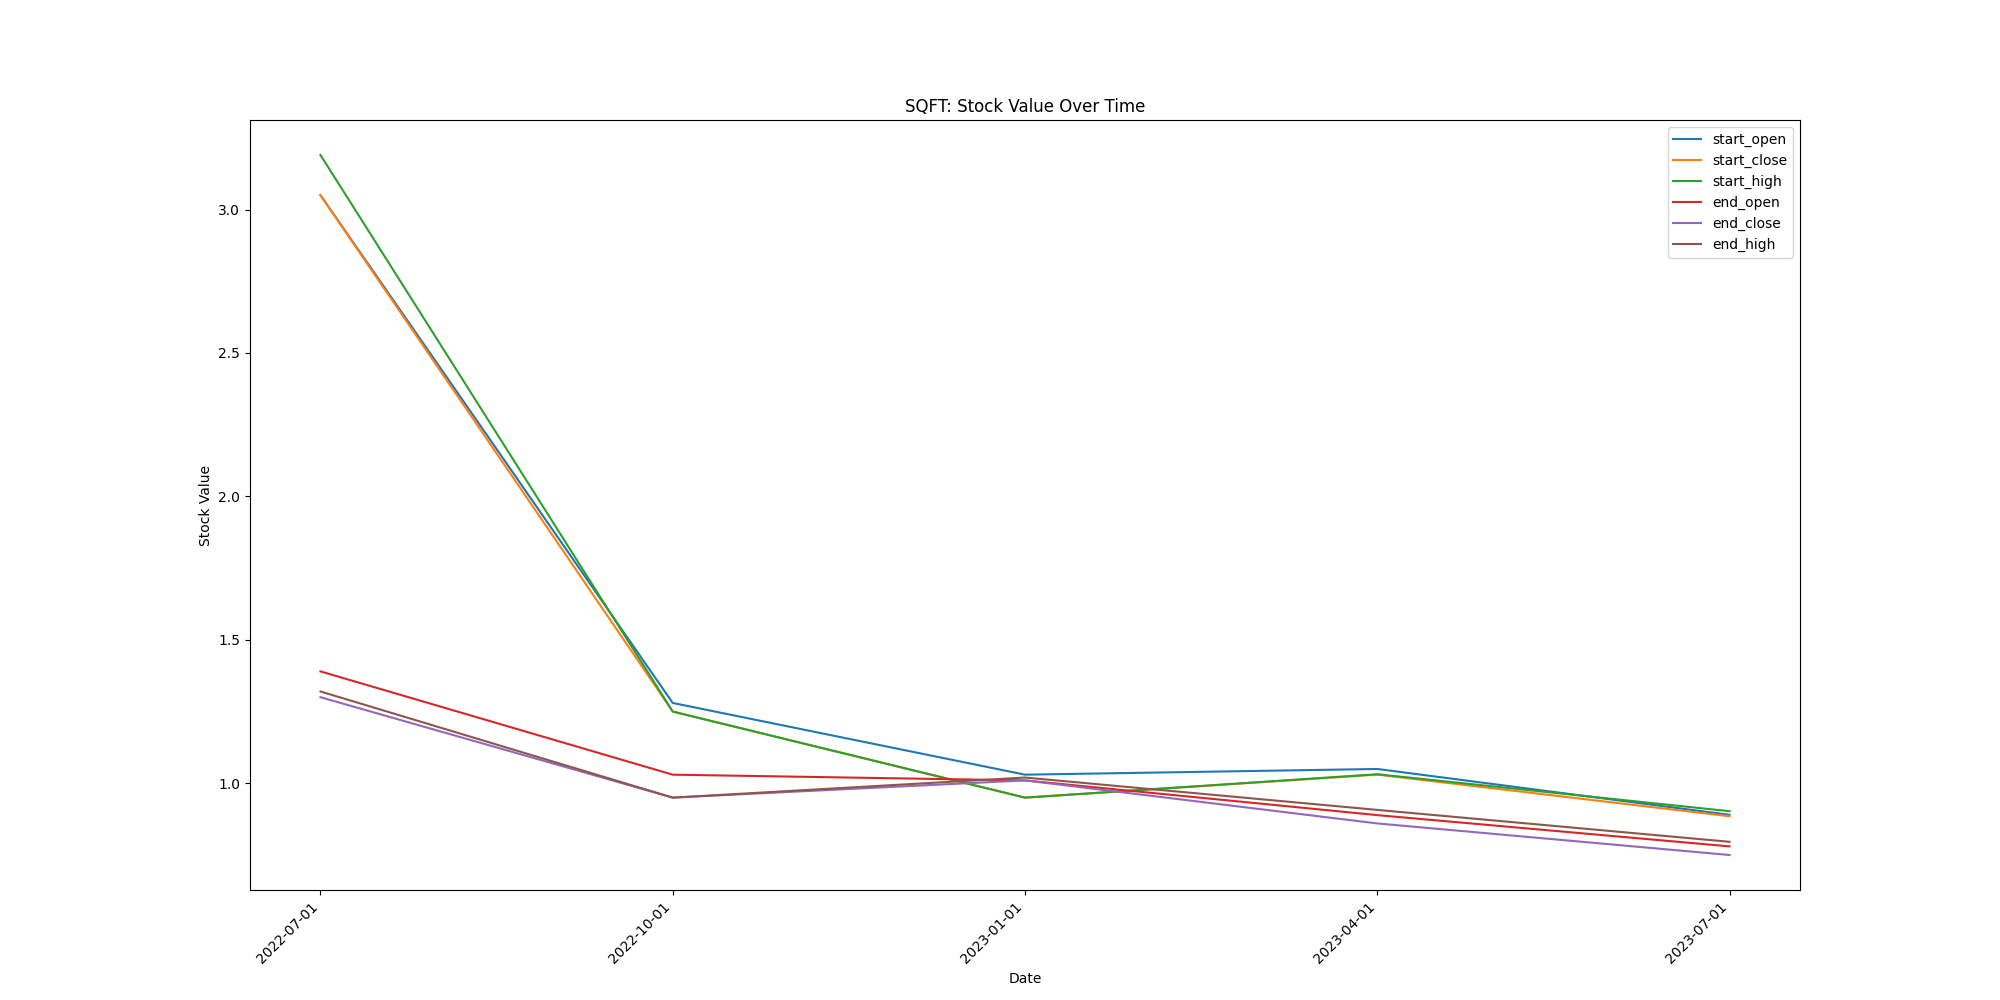 SQFT: Stock Value Over Time
start_open
start_close
start_high
end_open
end_close
end_high
Stock Value
3.0
2.5
2.0
1.5
1.0
2022-07-01
2022-10-01
2023-01-01
2023-04-01
2023-07-01
Date